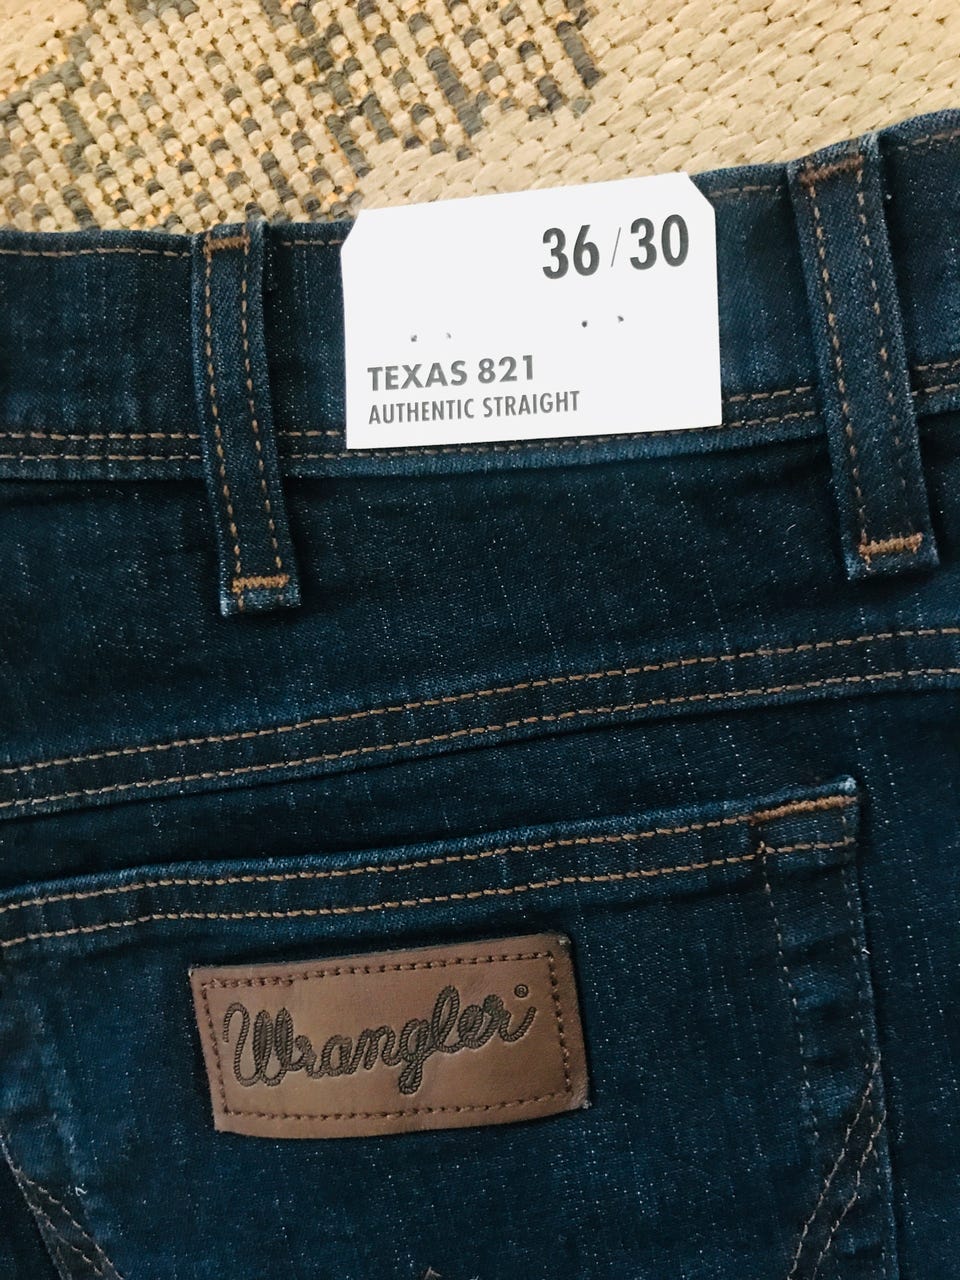 36/30
TEXAS 821
AUTHENTIC STRAIGHT
Wrangler®